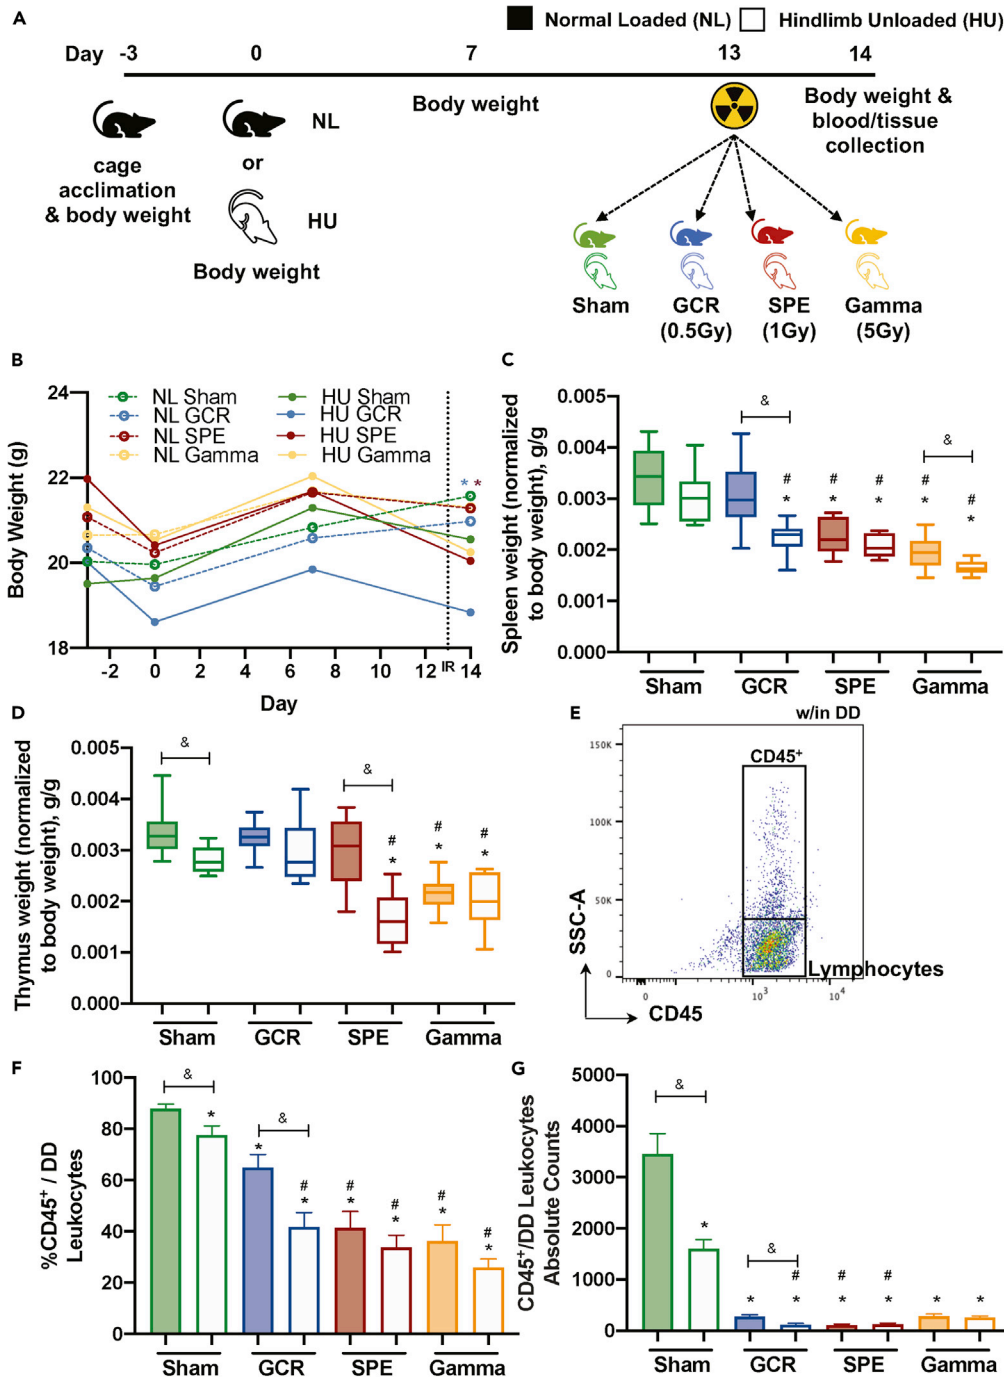 A
Normal Loaded (NL) Hindlimb Unloaded (HU)
Day -3 0 7 13 14
Body weight
Body weight &
blood/tissue
collection
NL
cage
acclimation
& body weight
or
HU
Body weight
Sham GCR SPE Gamma
(0.5Gy) (1Gy) (5Gy)
B
24
22
20
18
Body Weight (g)
NL Sham HU Sham
NL GCR HU GCR
NL SPE HU SPE
NL Gamma HU Gamma
* *
-2 0 2 4 6 8 10 12 IR 14
Day
C
Spleen weight (normalized
to body weight), g/g
0.005
0.004
0.003
0.002
0.001
0.000
& &
# # # # #
* * * * *
Sham GCR SPE Gamma
D
Thymus weight (normalized
to body weight), g/g
0.005
0.004
0.003
0.002
0.001
0.000
& &
# # #
* * *
Sham GCR SPE Gamma
E
w/in DD
150K
100K
50K
0
SSC-A
CD45+
Lymphocytes
0 10³ 10⁴
CD45
F
%CD45+ / DD
Leukocytes
100
80
60
40
20
0
& &
* *
# # # # #
* * * * *
Sham GCR SPE Gamma
G
CD45+/DD Leukocytes
Absolute Counts
5000
4000
3000
2000
1000
0
& &
*
# # #
* * * * * *
Sham GCR SPE Gamma